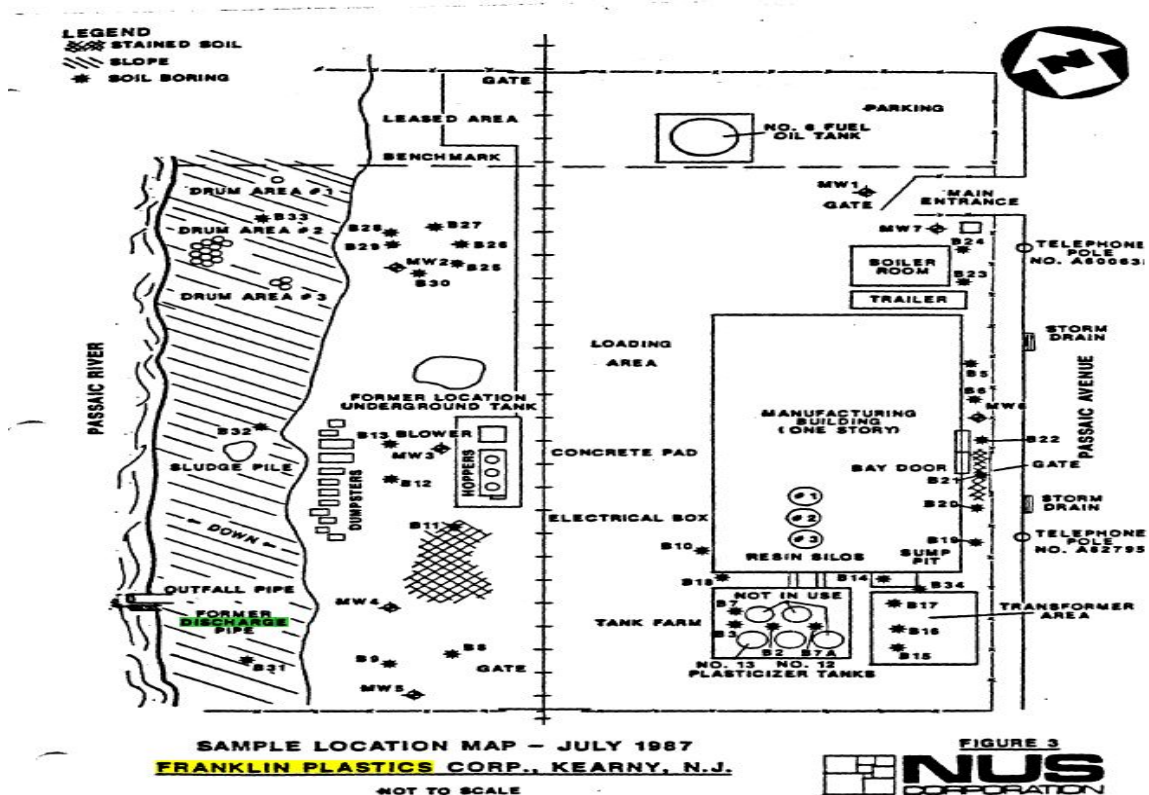 LEGEND
STAINED SOIL
SLOPE
SOIL BORING
N
GATE
PARKING
LEASED AREA
NO. 6 FUEL
OIL TANK
BENCHMARK
DRUM AREA #1
MW1
GATE
MAIN
ENTRANCE
B33
B28
B27
DRUM AREA #2
B29
B26
MW7
B24
TELEPHONE
POLE
NO. A60063
MW2
B25
B30
BOILER
ROOM
B23
DRUM AREA #3
TRAILER
STORM
DRAIN
LOADING
AREA
PASSAIC RIVER
PASSAIC AVENUE
B5
B6
FORMER LOCATION
UNDERGROUND TANK
MW6
MANUFACTURING
BUILDING
(ONE STORY)
B32
B13
BLOWER
B22
MW3
HOPPERS
CONCRETE PAD
SLUDGE PILE
DUMPSTERS
BAY DOOR
GATE
B21
B12
#1
B20
STORM
DRAIN
DOWN
B11
ELECTRICAL BOX
#2
#3
B10
B19
TELEPHONE
POLE
NO. A62795
RESIN SILOS
SUMP
PIT
OUTFALL PIPE
B18
B14
B34
MW4
NOT IN USE
B7
B17
TRANSFORMER
AREA
FORMER
DISCHARGE
PIPE
TANK FARM
B3
B16
B31
B9
B8
GATE
B2
B7A
B15
NO. 13
NO. 12
PLASTICIZER TANKS
MW5
SAMPLE LOCATION MAP - JULY 1987
FRANKLIN PLASTICS CORP., KEARNY, N.J.
NOT TO SCALE
FIGURE 3
NUS
CORPORATION